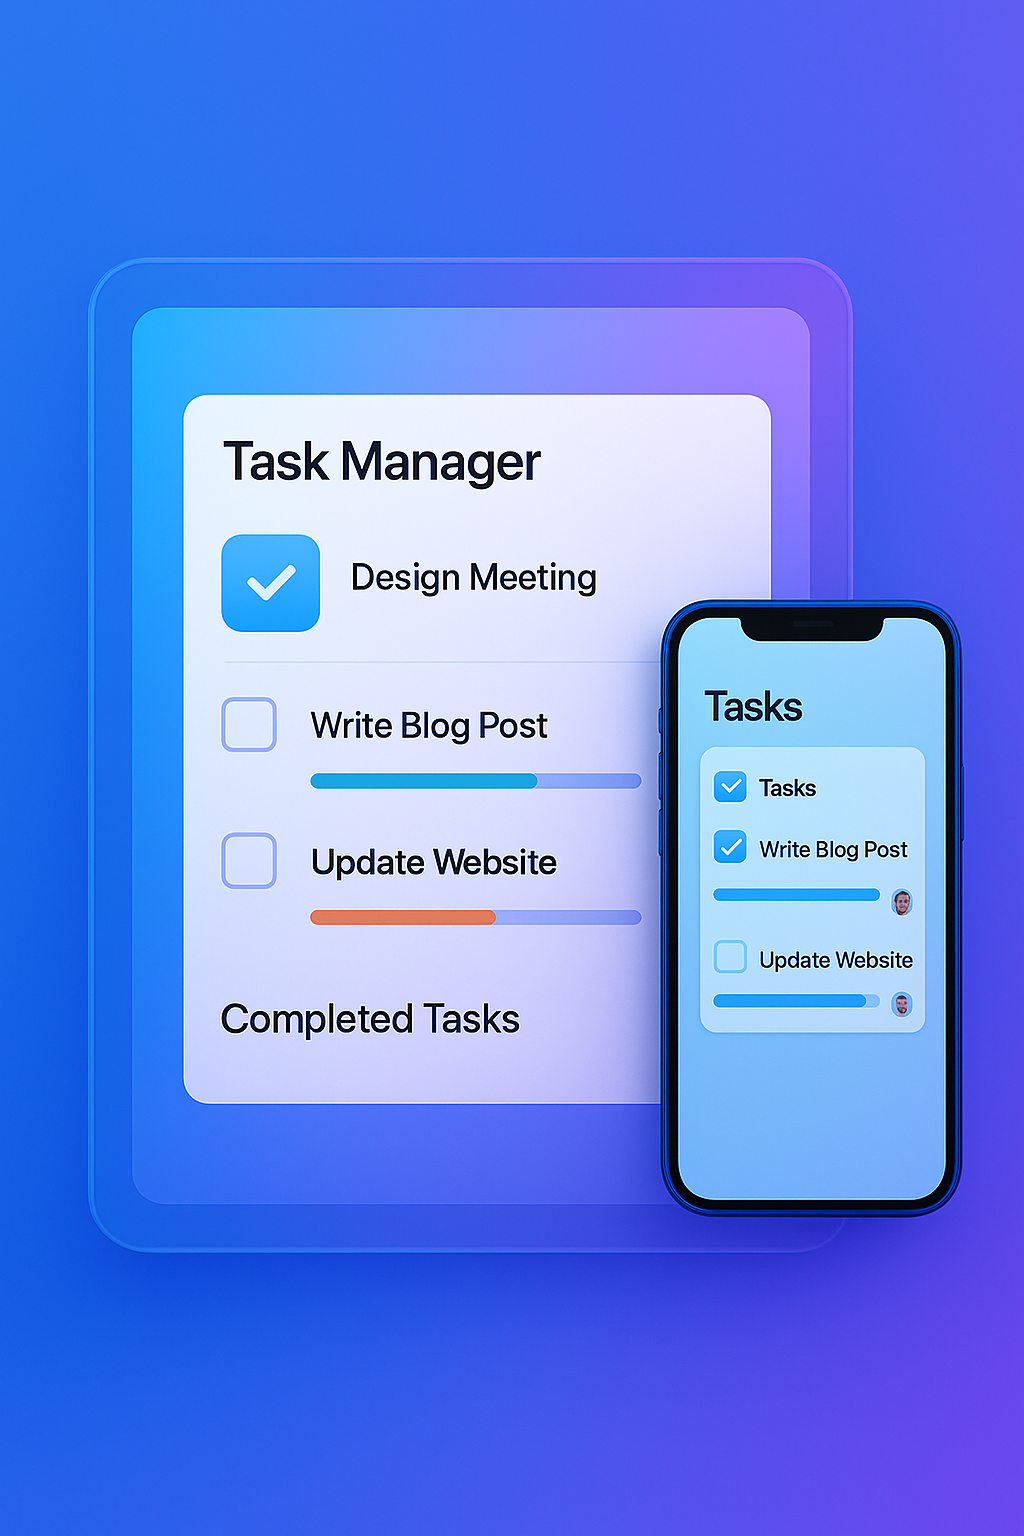 Task Manager
Design Meeting
Write Blog Post
Update Website
Completed Tasks
Tasks
Tasks
Write Blog Post
Update Website